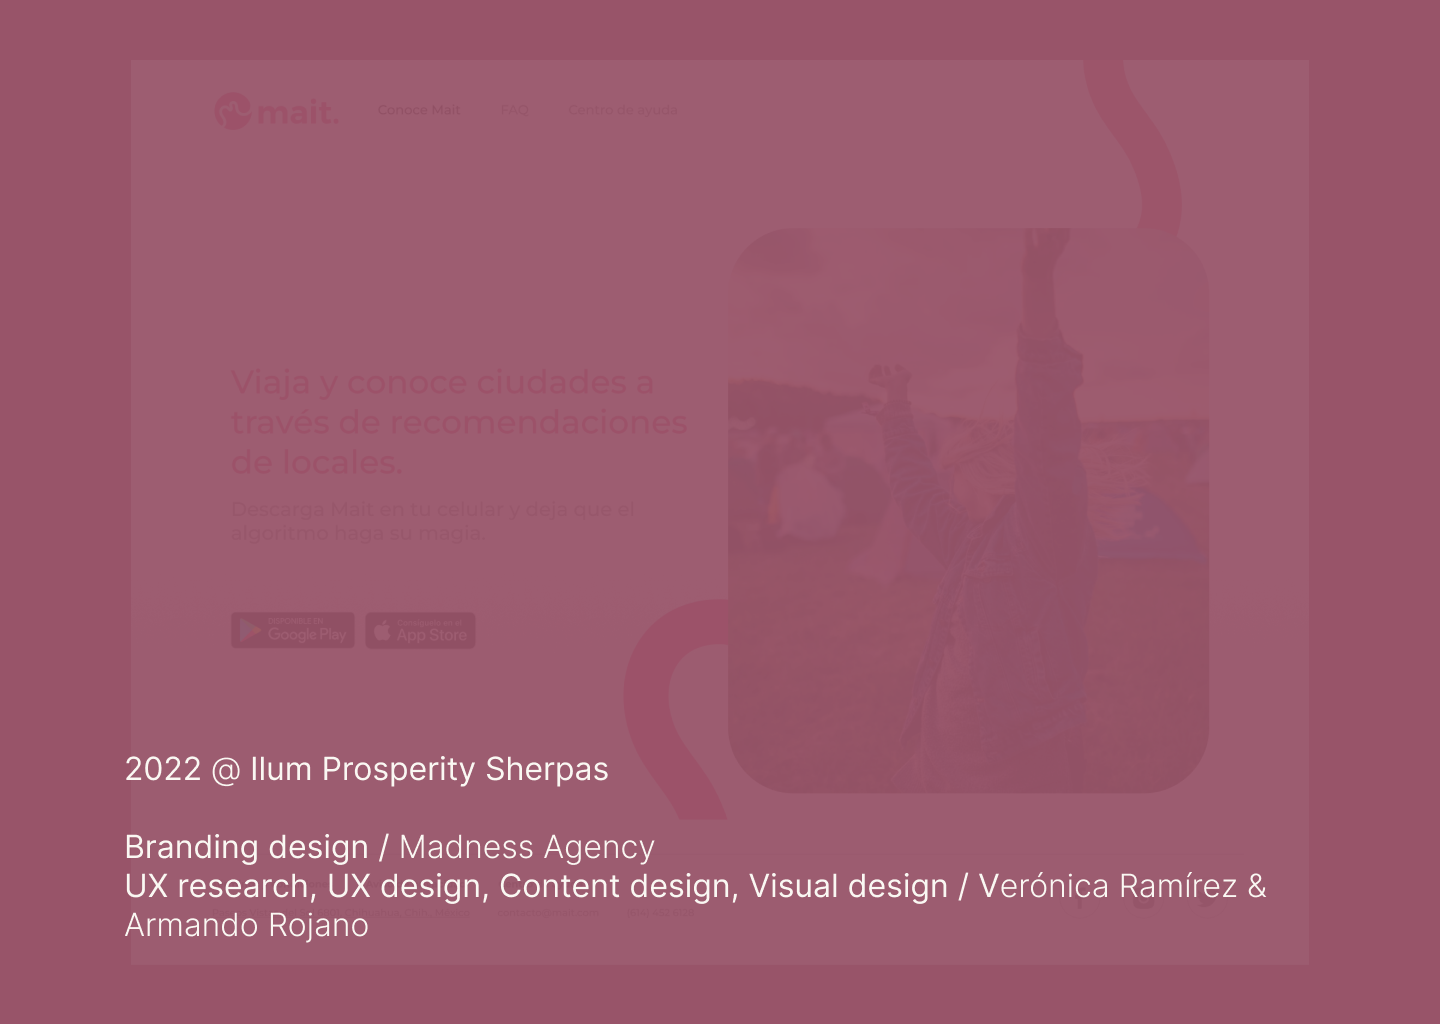 mait.
Conoce Mait
FAQ
Centro de ayuda
Viaja y conoce ciudades a
través de recomendaciones
de locales.
Descarga Mait en tu celular y deja que el
algoritmo haga su magia.
DISPONIBLE EN
Google Play
Consíguelo en el
App Store
2022 @ Ilum Prosperity Sherpas
Branding design / Madness Agency
UX research, UX design, Content design, Visual design / Verónica Ramírez &
Armando Rojano